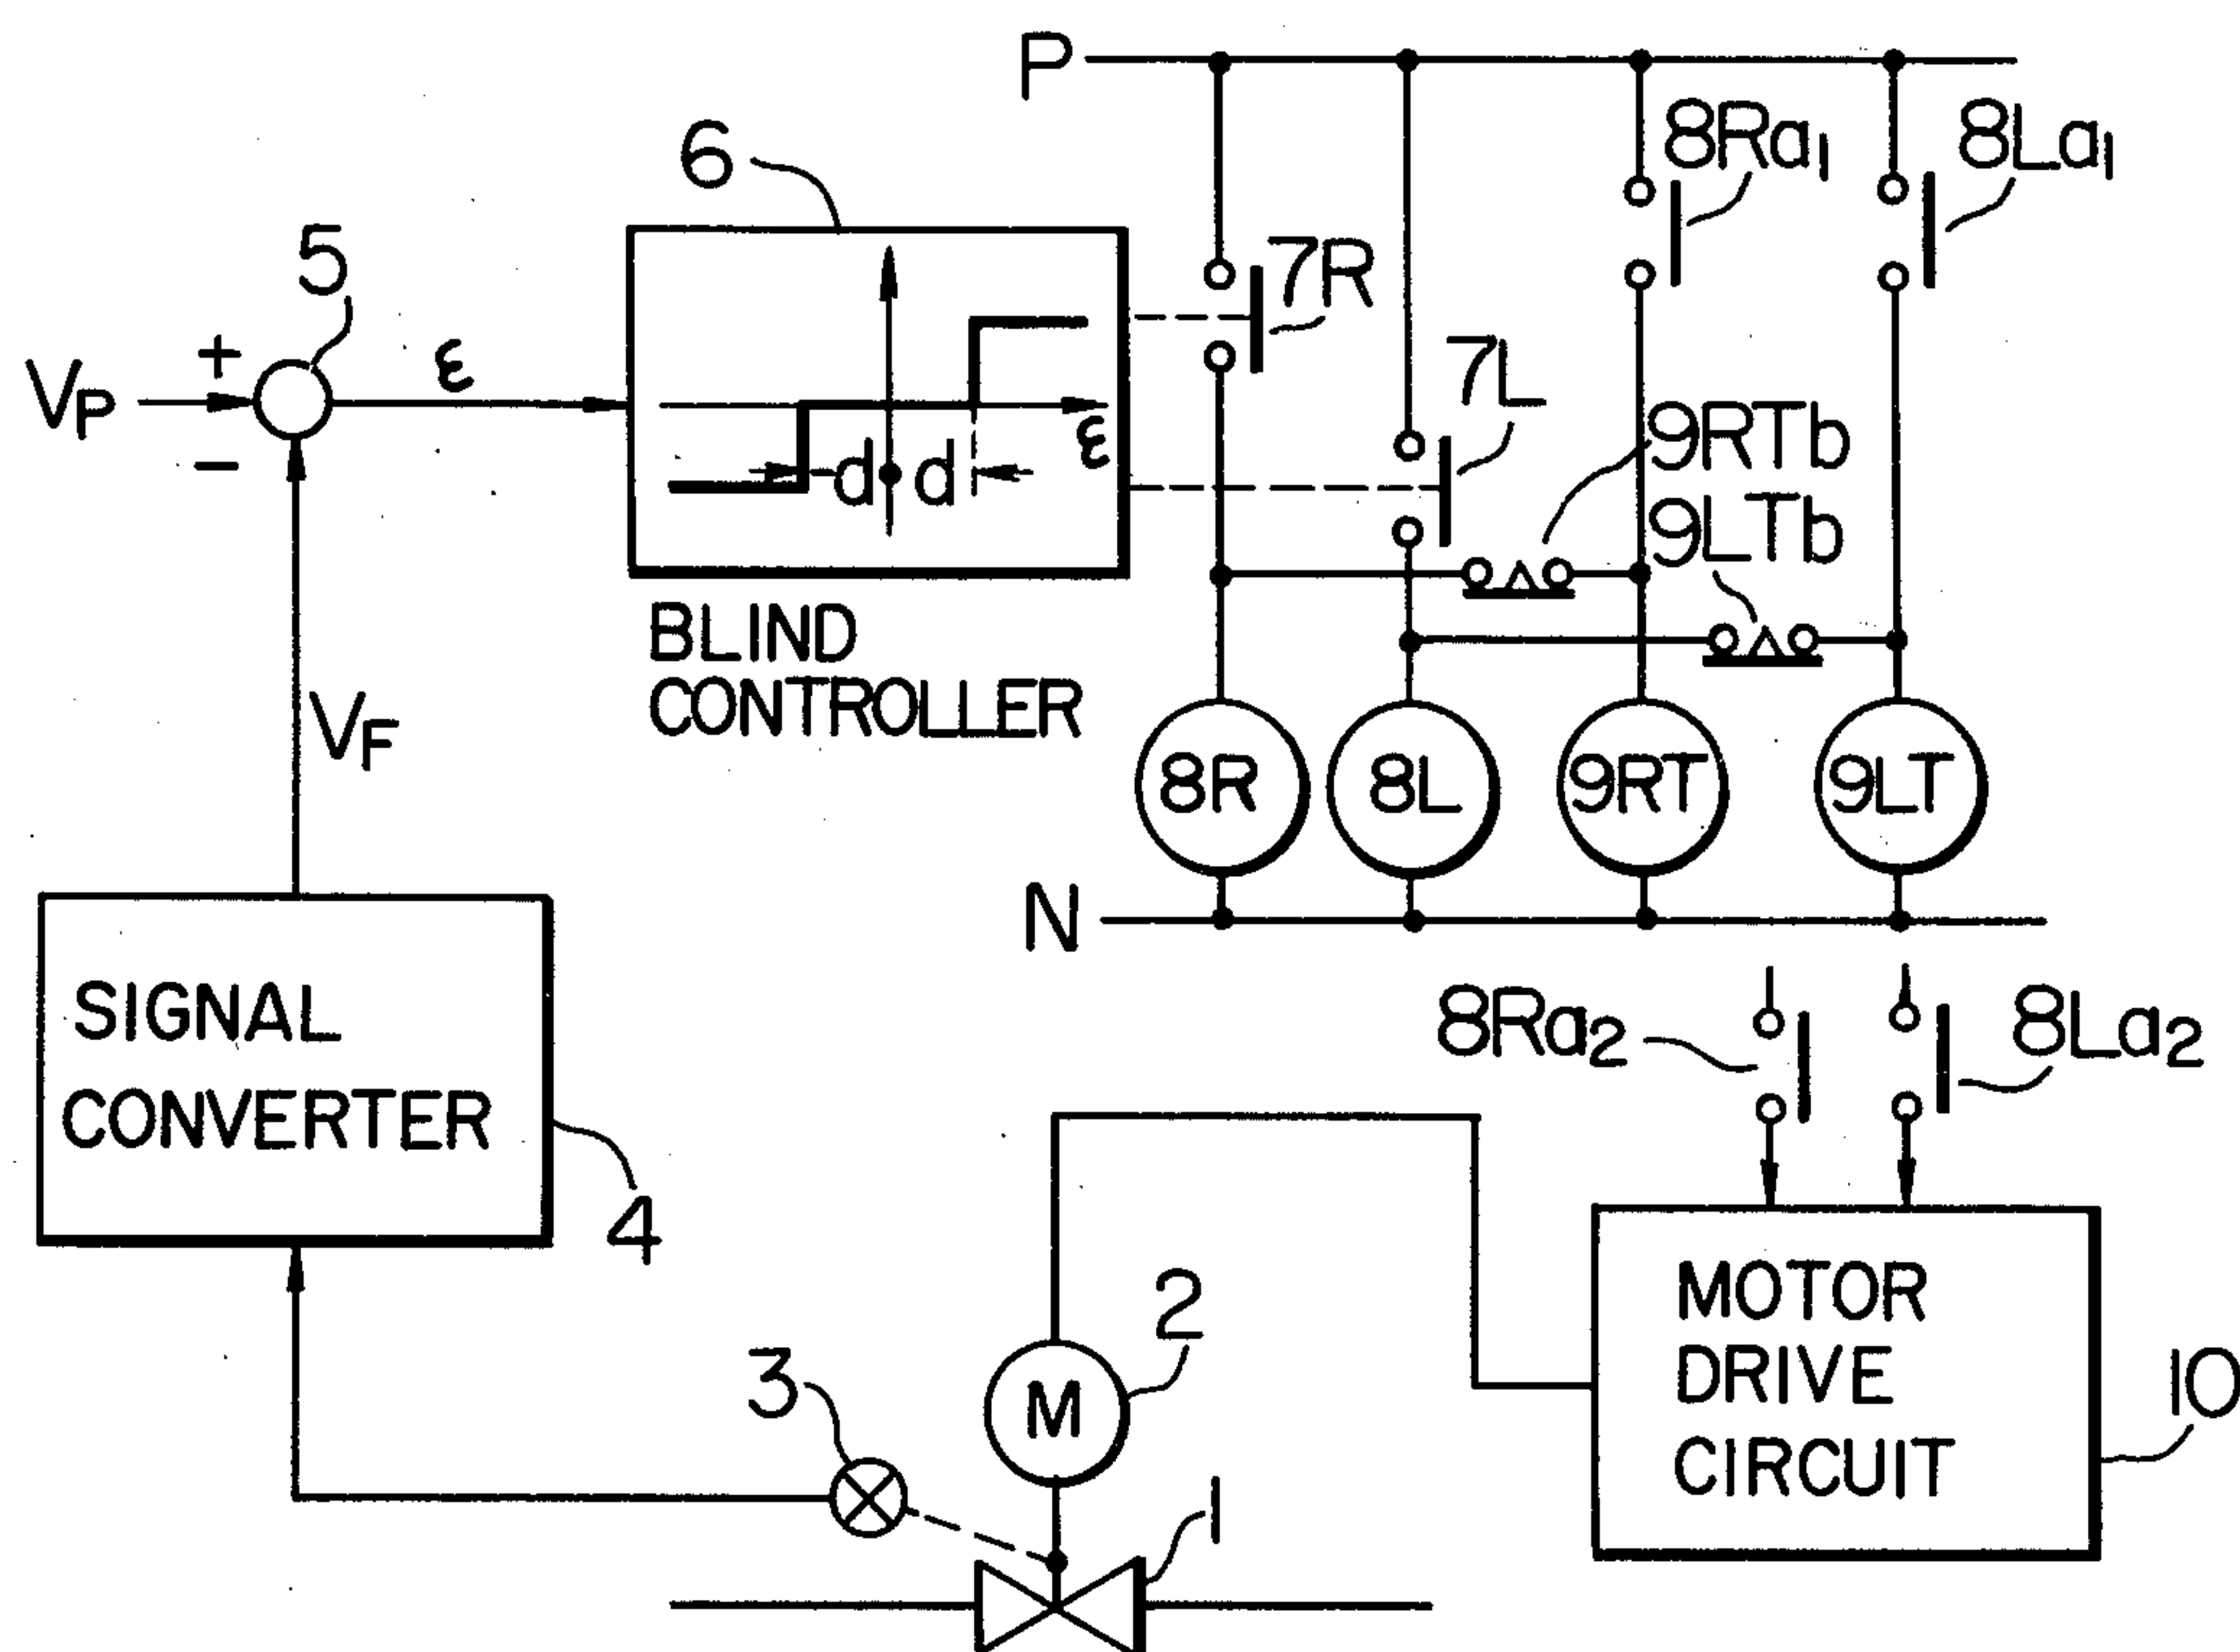 P
8Ra1
8La1
6
5
7R
+
ε
7L
VP
9RTb
ε
-d
d
−
9LTb
BLIND
CONTROLLER
VF
8R
8L
9RT
9LT
N
SIGNAL
CONVERTER
8Ra2
8La2
4
2
MOTOR
DRIVE
CIRCUIT
3
M
10
1